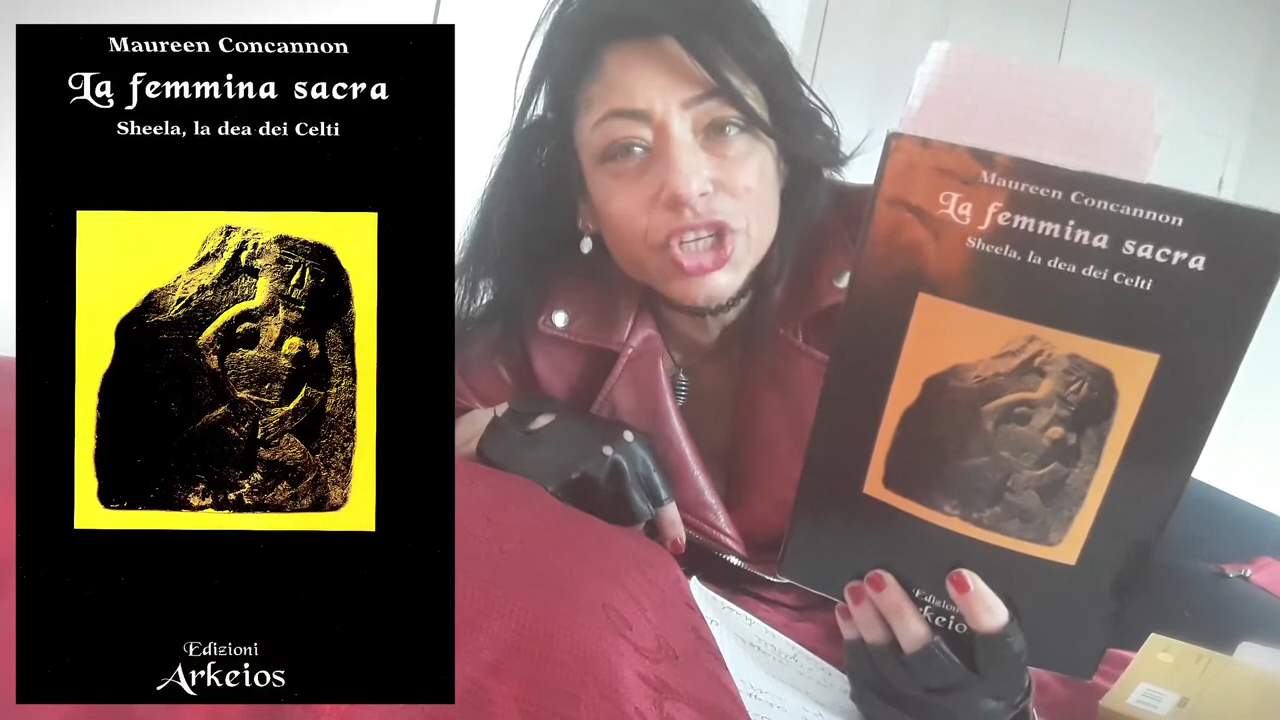 Maureen Concannon
La femmina sacra
Sheela, la dea dei Celti
Edizioni
Arkeios
Maureen Concannon
La femmina sacra
Sheela, la dea dei Celti
Edizioni